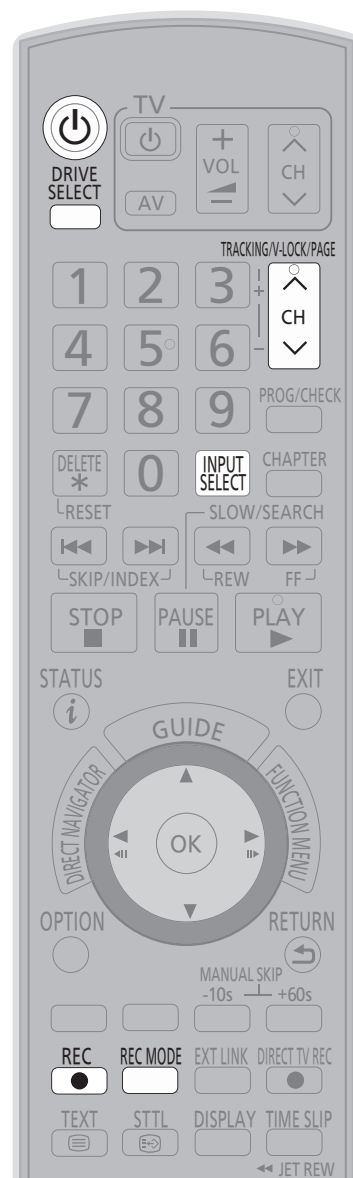 TV
DRIVE
SELECT
AV
+
VOL
−
CH
TRACKING/V-LOCK/PAGE
1 2 3
+
CH
4 5 6
−
7 8 9
PROG/CHECK
DELETE
*
0
INPUT
SELECT
CHAPTER
RESET
SLOW/SEARCH
SKIP/INDEX
REW
FF
STOP
PAUSE
PLAY
STATUS
i
EXIT
GUIDE
DIRECT NAVIGATOR
FUNCTION MENU
OK
OPTION
RETURN
MANUAL SKIP
-10s
+60s
REC
REC MODE
EXT LINK
DIRECT TV REC
TEXT
STTL
DISPLAY
TIME SLIP
JET REW